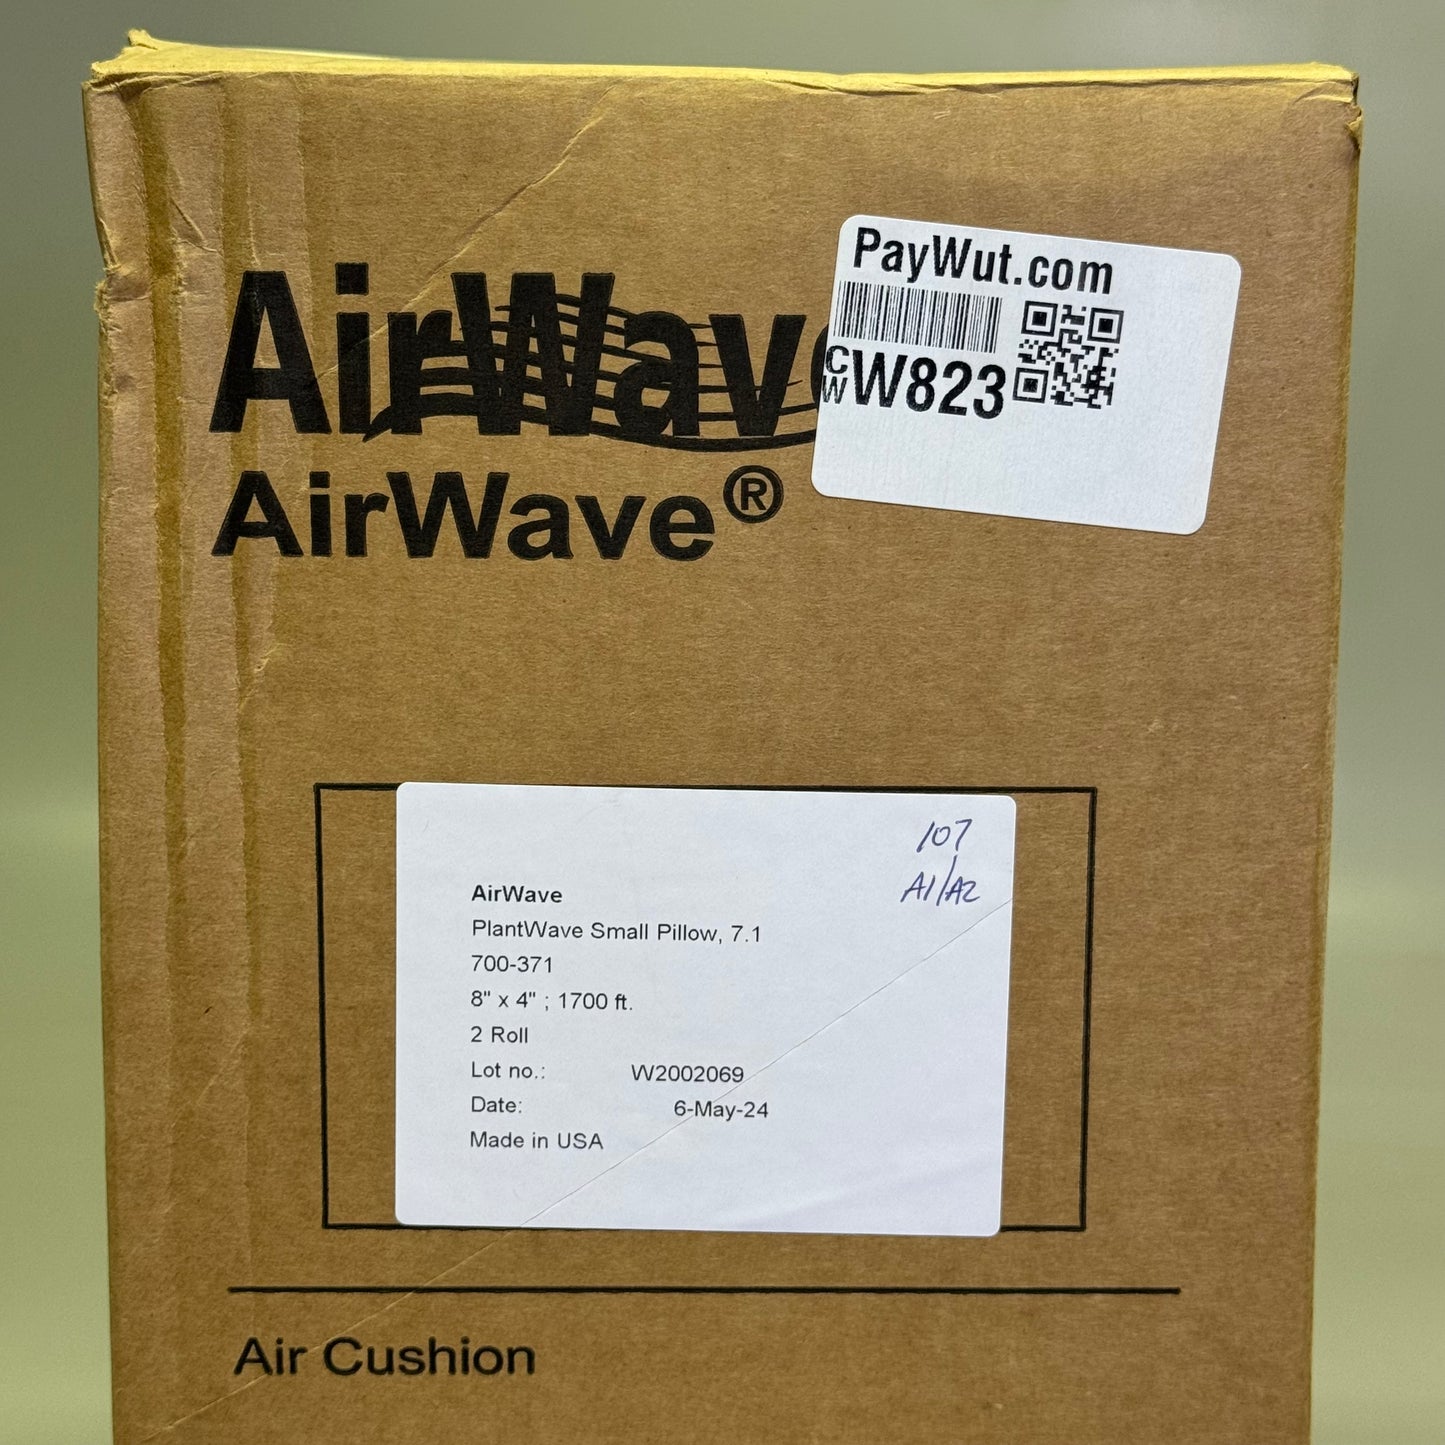 PayWut.com
CW W823
AirWave
AirWave®
107
A1/A2
AirWave
PlantWave Small Pillow, 7.1
700-371
8" x 4" ; 1700 ft.
2 Roll
Lot no.: W2002069
Date: 6-May-24
Made in USA
Air Cushion